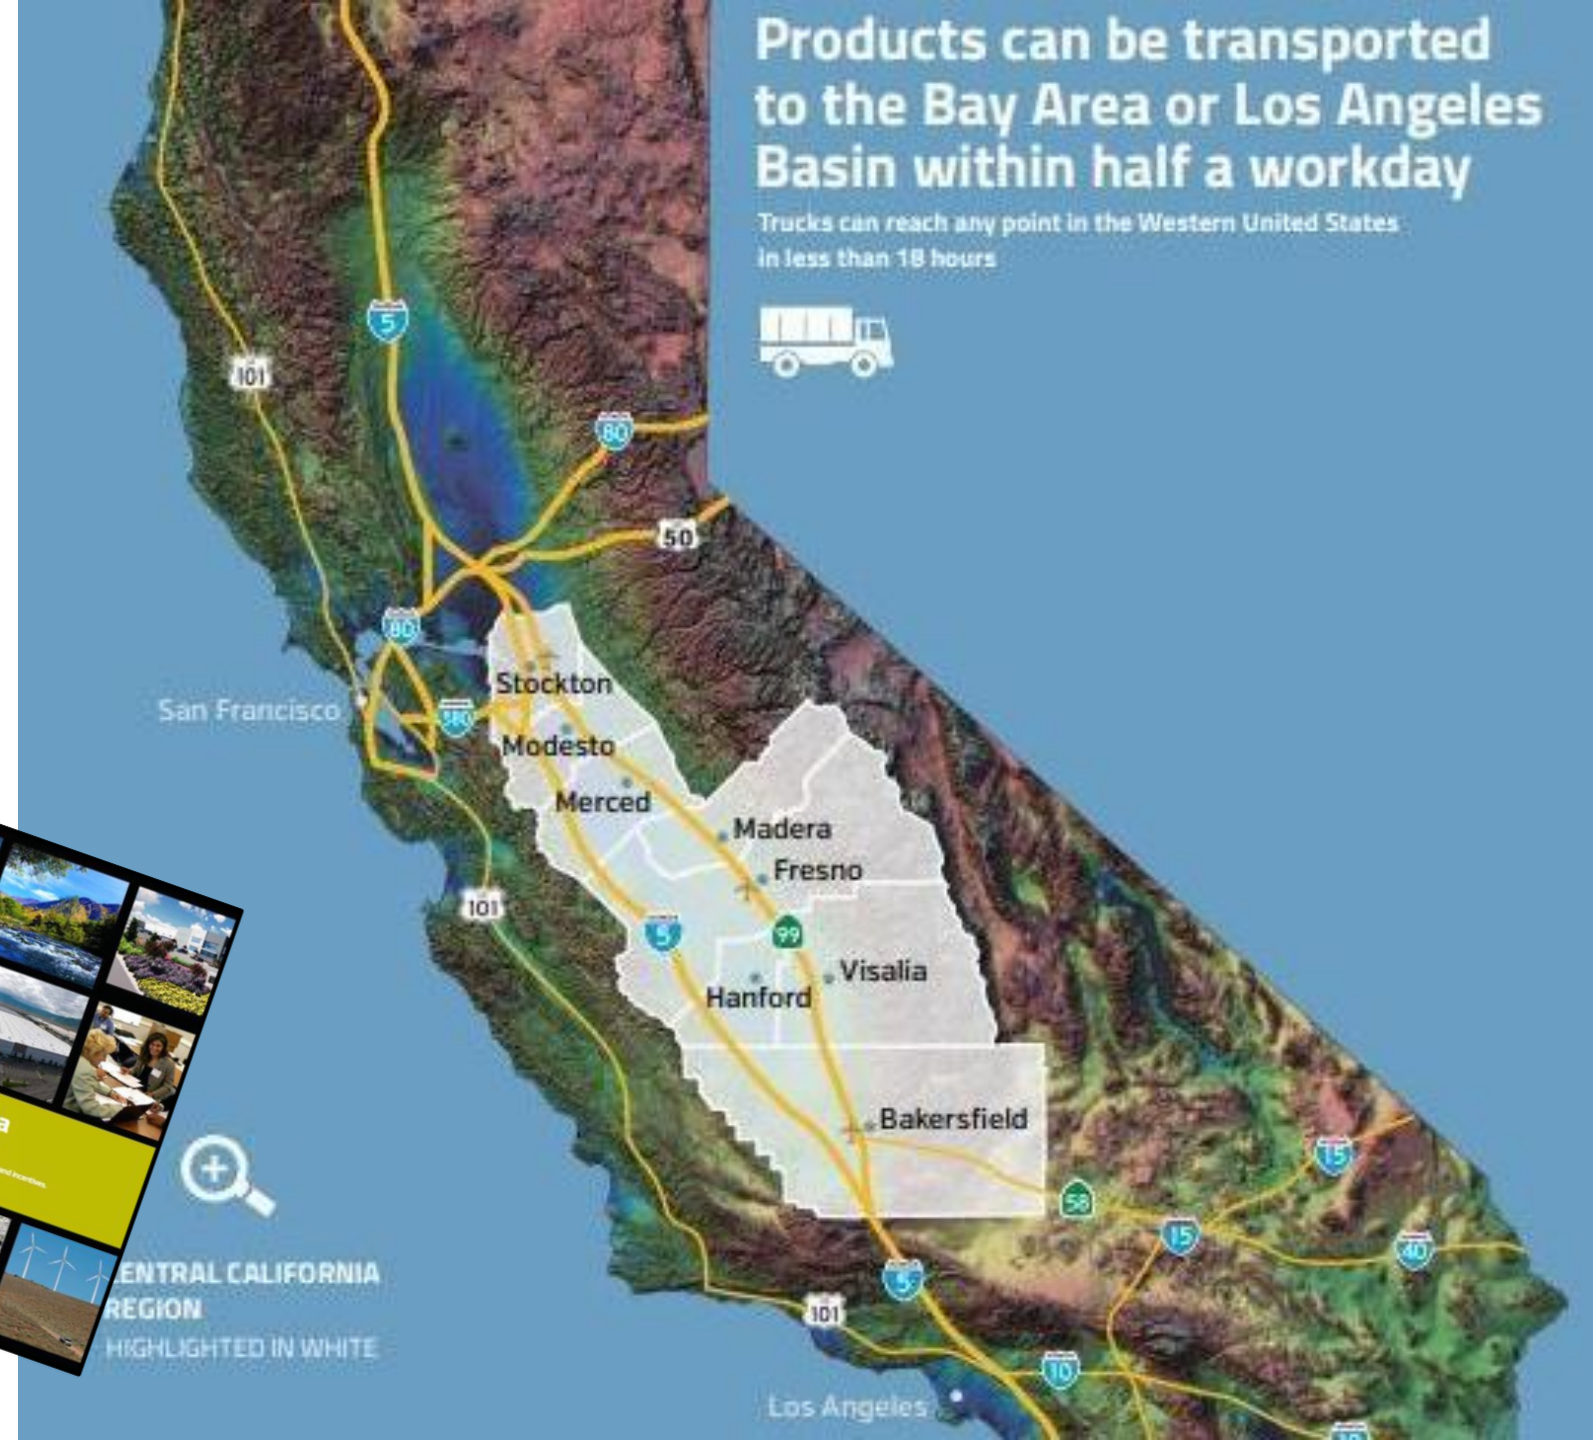 Products can be transported
to the Bay Area or Los Angeles
Basin within half a workday
Trucks can reach any point in the Western United States
in less than 18 hours
5
101
80
50
80
Stockton
San Francisco
580
Modesto
Merced
Madera
Fresno
101
5
99
Visalia
Hanford
Bakersfield
15
58
15
40
5
CENTRAL CALIFORNIA
REGION
HIGHLIGHTED IN WHITE
101
10
Los Angeles